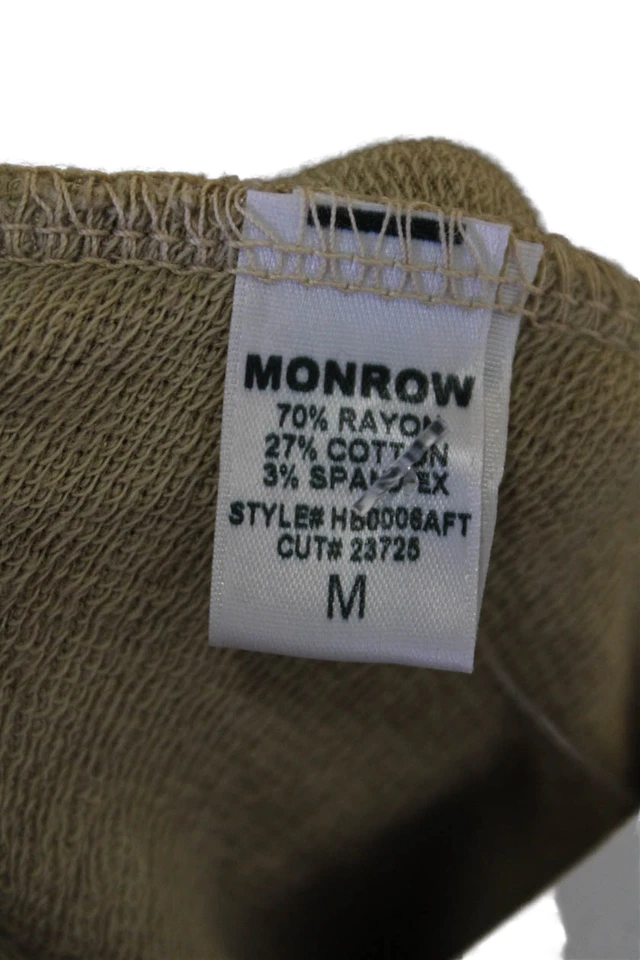 MONROW
70% RAYON
27% COTTON
3% SPANDEX
STYLE#
CUT# 23725
M